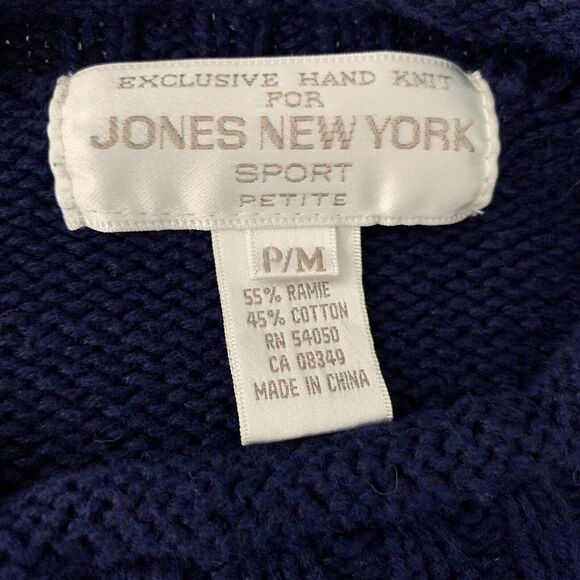 EXCLUSIVE HAND KNIT
FOR
JONES NEW YORK
SPORT
PETITE
P/M
55% RAMIE
45% COTTON
RN 54050
CA 08349
MADE IN CHINA